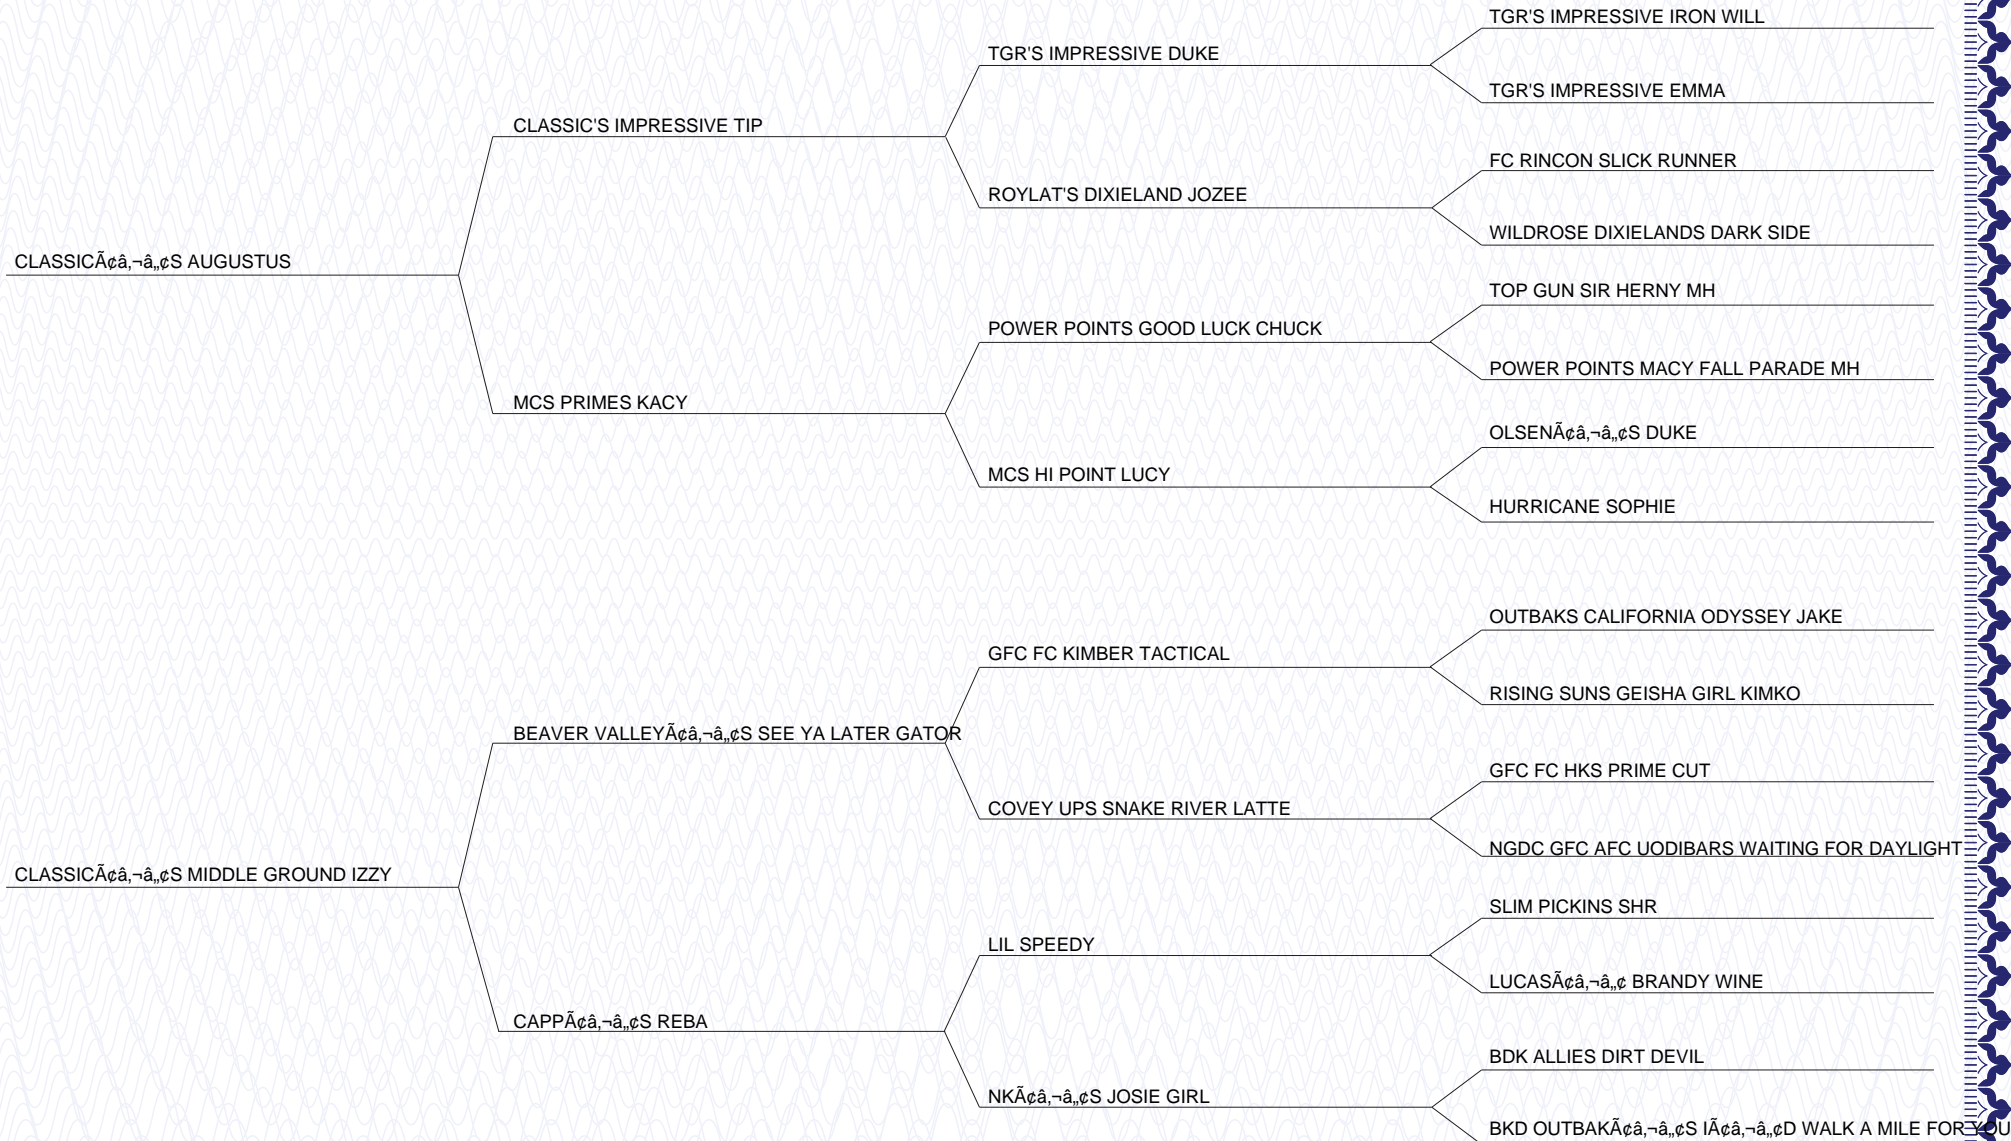 TGR'S IMPRESSIVE IRON WILL
TGR'S IMPRESSIVE DUKE
TGR'S IMPRESSIVE EMMA
CLASSIC'S IMPRESSIVE TIP
FC RINCON SLICK RUNNER
ROYLAT'S DIXIELAND JOZEE
WILDROSE DIXIELANDS DARK SIDE
CLASSICÃ¢â‚¬â„¢S AUGUSTUS
TOP GUN SIR HERNY MH
POWER POINTS GOOD LUCK CHUCK
POWER POINTS MACY FALL PARADE MH
MCS PRIMES KACY
OLSENÃ¢â‚¬â„¢S DUKE
MCS HI POINT LUCY
HURRICANE SOPHIE
OUTBAKS CALIFORNIA ODYSSEY JAKE
GFC FC KIMBER TACTICAL
RISING SUNS GEISHA GIRL KIMKO
BEAVER VALLEYÃ¢â‚¬â„¢S SEE YA LATER GATOR
GFC FC HKS PRIME CUT
COVEY UPS SNAKE RIVER LATTE
NGDC GFC AFC UODIBARS WAITING FOR DAYLIGHT
CLASSICÃ¢â‚¬â„¢S MIDDLE GROUND IZZY
SLIM PICKINS SHR
LIL SPEEDY
LUCASÃ¢â‚¬â„¢ BRANDY WINE
CAPPÃ¢â‚¬â„¢S REBA
BDK ALLIES DIRT DEVIL
NKÃ¢â‚¬â„¢S JOSIE GIRL
BKD OUTBAKÃ¢â‚¬â„¢S IÃ¢â‚¬â„¢D WALK A MILE FOR YOU